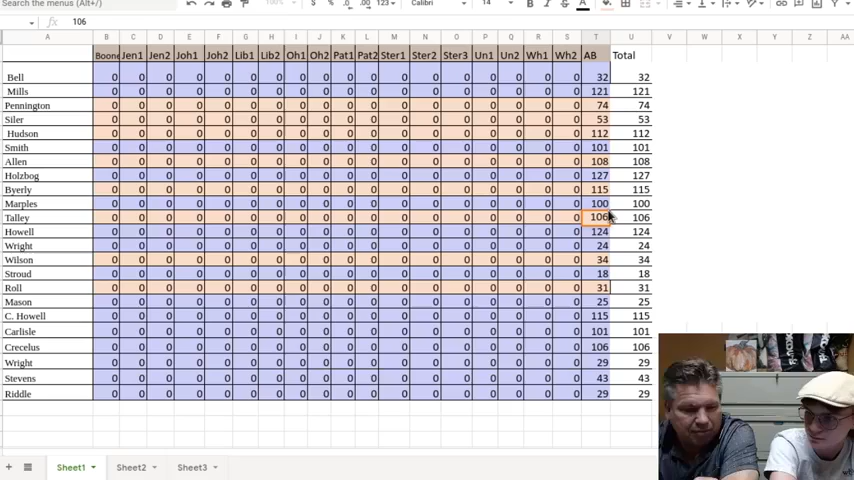 Search the menus (Alt+/) 100% $ % .0 .00 123 Calibri 14 B I S A
fx 106
A B C D E F G H I J K L M N O P Q R S T U V W X Y Z
Boone Jen1 Jen2 Joh1 Joh2 Lib1 Lib2 Oh1 Oh2 Pat1 Pat2 Ster1 Ster2 Ster3 Un1 Un2 Wh1 Wh2 AB Total
Bell 0 0 0 0 0 0 0 0 0 0 0 0 0 0 0 0 0 0 32 32
Mills 0 0 0 0 0 0 0 0 0 0 0 0 0 0 0 0 0 0 121 121
Pennington 0 0 0 0 0 0 0 0 0 0 0 0 0 0 0 0 0 0 74 74
Siler 0 0 0 0 0 0 0 0 0 0 0 0 0 0 0 0 0 0 53 53
Hudson 0 0 0 0 0 0 0 0 0 0 0 0 0 0 0 0 0 0 112 112
Smith 0 0 0 0 0 0 0 0 0 0 0 0 0 0 0 0 0 0 101 101
Allen 0 0 0 0 0 0 0 0 0 0 0 0 0 0 0 0 0 0 108 108
Holzbog 0 0 0 0 0 0 0 0 0 0 0 0 0 0 0 0 0 0 127 127
Byerly 0 0 0 0 0 0 0 0 0 0 0 0 0 0 0 0 0 0 115 115
Marples 0 0 0 0 0 0 0 0 0 0 0 0 0 0 0 0 0 0 100 100
Talley 0 0 0 0 0 0 0 0 0 0 0 0 0 0 0 0 0 0 106 106
Howell 0 0 0 0 0 0 0 0 0 0 0 0 0 0 0 0 0 0 124 124
Wright 0 0 0 0 0 0 0 0 0 0 0 0 0 0 0 0 0 0 24 24
Wilson 0 0 0 0 0 0 0 0 0 0 0 0 0 0 0 0 0 0 34 34
Stroud 0 0 0 0 0 0 0 0 0 0 0 0 0 0 0 0 0 0 18 18
Roll 0 0 0 0 0 0 0 0 0 0 0 0 0 0 0 0 0 0 31 31
Mason 0 0 0 0 0 0 0 0 0 0 0 0 0 0 0 0 0 0 25 25
C. Howell 0 0 0 0 0 0 0 0 0 0 0 0 0 0 0 0 0 0 115 115
Carlisle 0 0 0 0 0 0 0 0 0 0 0 0 0 0 0 0 0 0 101 101
Crecelus 0 0 0 0 0 0 0 0 0 0 0 0 0 0 0 0 0 0 106 106
Wright 0 0 0 0 0 0 0 0 0 0 0 0 0 0 0 0 0 0 29 29
Stevens 0 0 0 0 0 0 0 0 0 0 0 0 0 0 0 0 0 0 43 43
Riddle 0 0 0 0 0 0 0 0 0 0 0 0 0 0 0 0 0 0 29 29
Sheet1 Sheet2 Sheet3